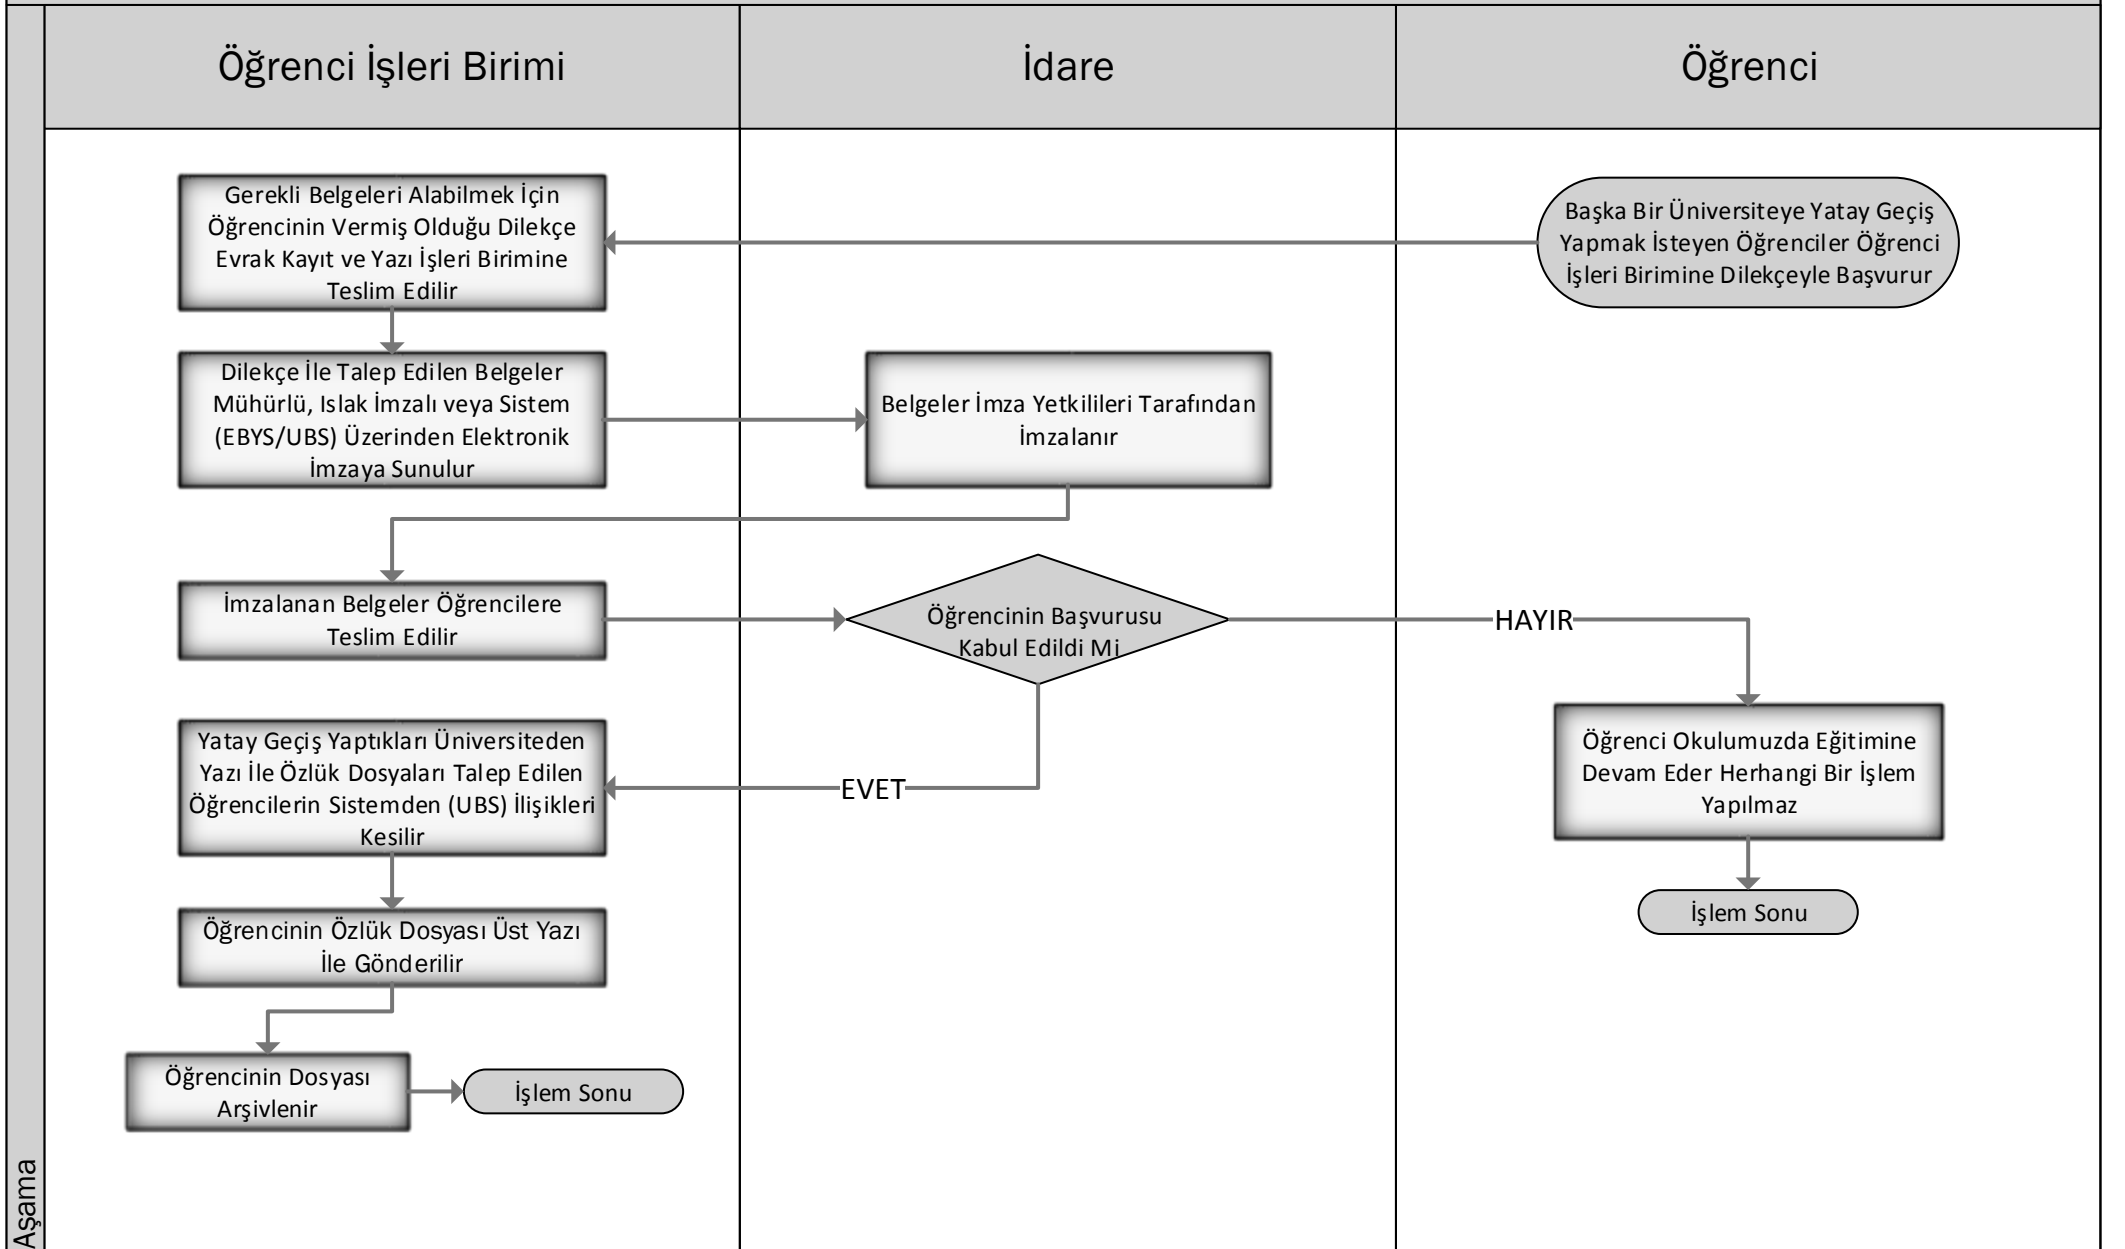 Öğrenci İşleri Birimi
İdare
Öğrenci
Gerekli Belgeleri Alabilmek İçin
Öğrencinin Vermiş Olduğu Dilekçe
Evrak Kayıt ve Yazı İşleri Birimine
Teslim Edilir
Başka Bir Üniversiteye Yatay Geçiş
Yapmak İsteyen Öğrenciler Öğrenci
İşleri Birimine Dilekçeyle Başvurur
Dilekçe İle Talep Edilen Belgeler
Mühürlü, Islak İmzalı veya Sistem
(EBYS/UBS) Üzerinden Elektronik
İmzaya Sunulur
Belgeler İmza Yetkilileri Tarafından
İmzalanır
İmzalanan Belgeler Öğrencilere
Teslim Edilir
Öğrencinin Başvurusu
Kabul Edildi Mi
HAYIR
Yatay Geçiş Yaptıkları Üniversiteden
Yazı İle Özlük Dosyaları Talep Edilen
Öğrencilerin Sistemden (UBS) İlişikleri
Kesilir
EVET
Öğrenci Okulumuzda Eğitimine
Devam Eder Herhangi Bir İşlem
Yapılmaz
İşlem Sonu
Öğrencinin Özlük Dosyası Üst Yazı
İle Gönderilir
Öğrencinin Dosyası
Arşivlenir
İşlem Sonu
Aşama